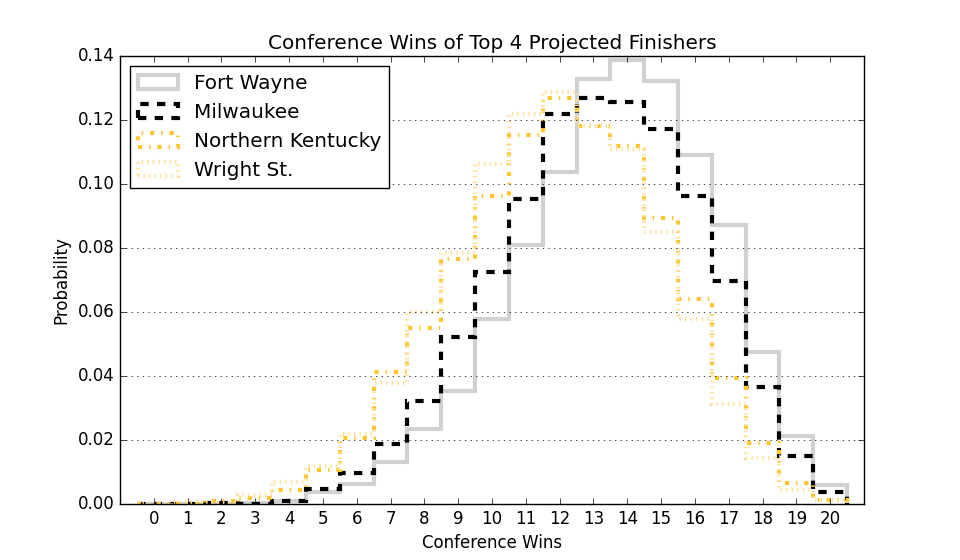 Conference Wins of Top 4 Projected Finishers
0.14
0.12
0.10
0.08
0.06
0.04
0.02
0.00
Probability
Fort Wayne
Milwaukee
Northern Kentucky
Wright St.
0 1 2 3 4 5 6 7 8 9 10 11 12 13 14 15 16 17 18 19 20
Conference Wins